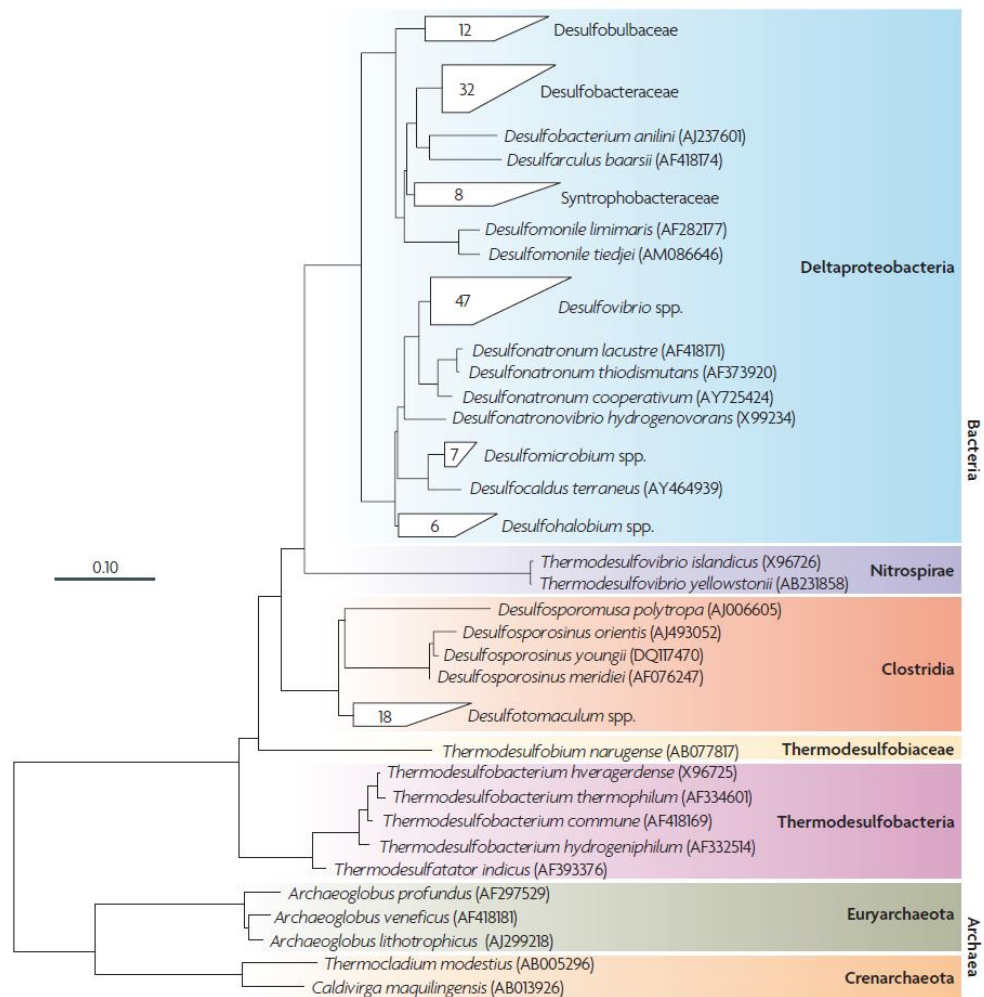 12 Desulfobulbaceae
32 Desulfobacteraceae
Desulfobacterium anilini (AJ237601)
Desulfarculus baarsii (AF418174)
8 Syntrophobacteraceae
Desulfomonile limimaris (AF282177)
Desulfomonile tiedjei (AM086646)
Deltaproteobacteria
47 Desulfovibrio spp.
Desulfonatronum lacustre (AF418171)
Desulfonatronum thiodismutans (AF373920)
Desulfonatronum cooperativum (AY725424)
Desulfonatronovibrio hydrogenovorans (X99234)
7 Desulfomicrobium spp.
Desulfocaldus terraneus (AY464939)
6 Desulfohalobium spp.
Bacteria
0.10
Thermodesulfovibrio islandicus (X96726)
Nitrospirae
Thermodesulfovibrio yellowstonii (AB231858)
Desulfosporomusa polytropa (AJ006605)
Desulfosporosinus orientis (AJ493052)
Desulfosporosinus youngii (DQ117470)
Clostridia
Desulfosporosinus meridiei (AF076247)
18 Desulfotomaculum spp.
Thermodesulfobium narugense (AB077817) Thermodesulfobiaceae
Thermodesulfobacterium hveragerdense (X96725)
Thermodesulfobacterium thermophilum (AF334601)
Thermodesulfobacterium commune (AF418169) Thermodesulfobacteria
Thermodesulfobacterium hydrogeniphilum (AF332514)
Thermodesulfatator indicus (AF393376)
Archaeoglobus profundus (AF297529)
Archaeoglobus veneficus (AF418181) Euryarchaeota
Archaeoglobus lithotrophicus (AJ299218)
Archaea
Thermocladium modestius (AB005296)
Crenarchaeota
Caldivirga maquilingensis (AB013926)